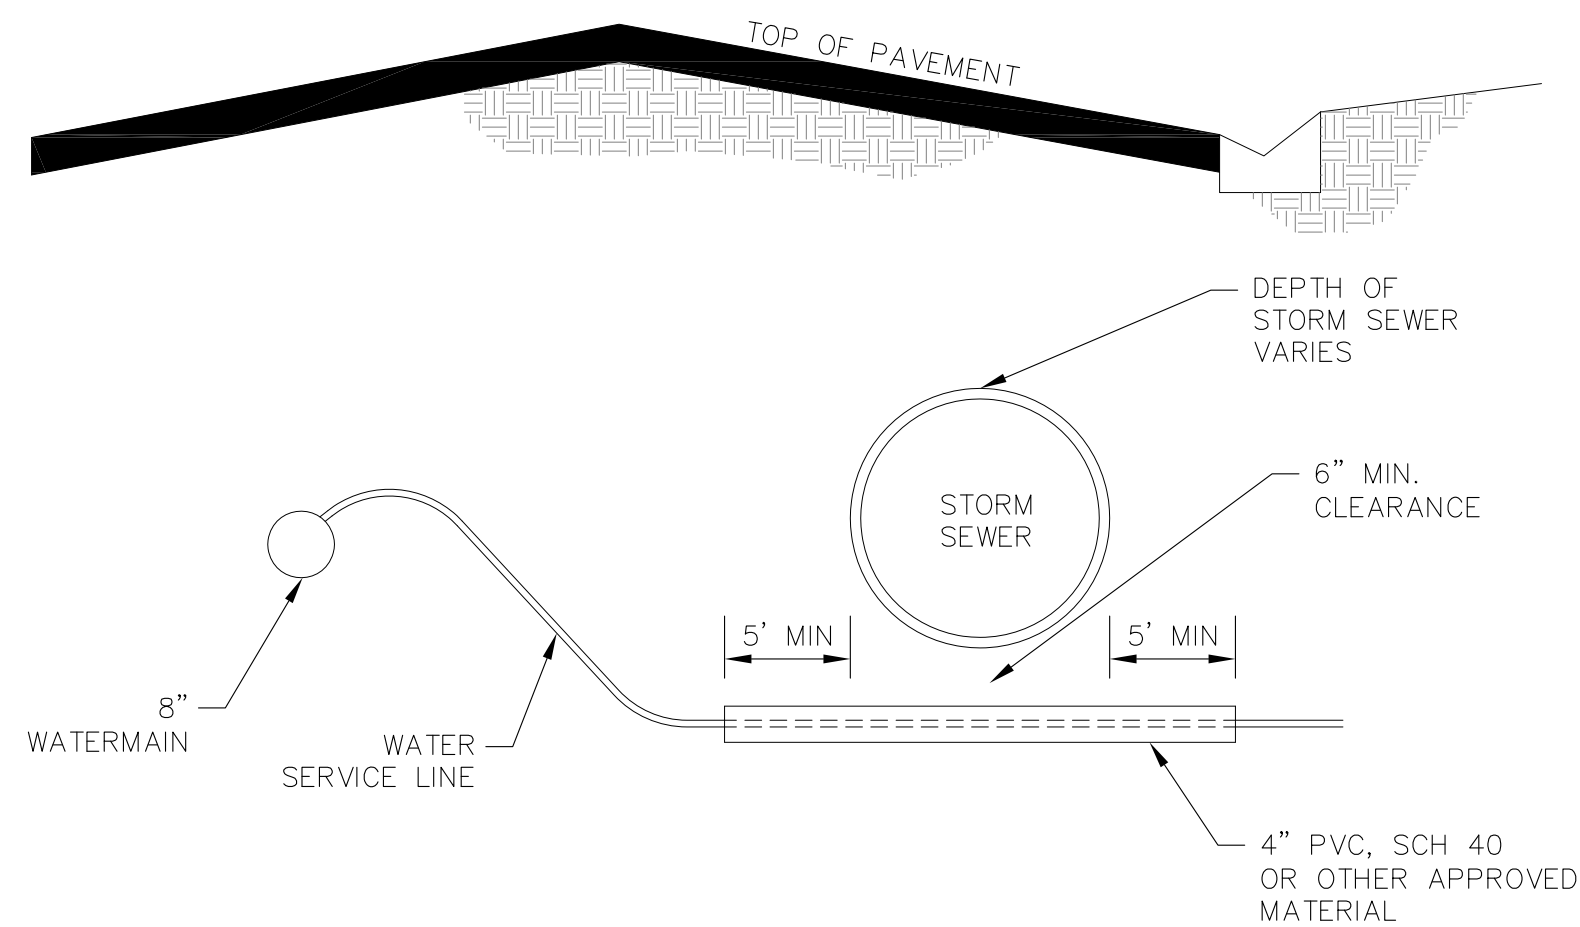 TOP OF PAVEMENT
DEPTH OF
STORM SEWER
VARIES
6” MIN.
CLEARANCE
STORM
SEWER
5’ MIN
5’ MIN
8”
WATERMAIN
WATER
SERVICE LINE
4” PVC, SCH 40
OR OTHER APPROVED
MATERIAL